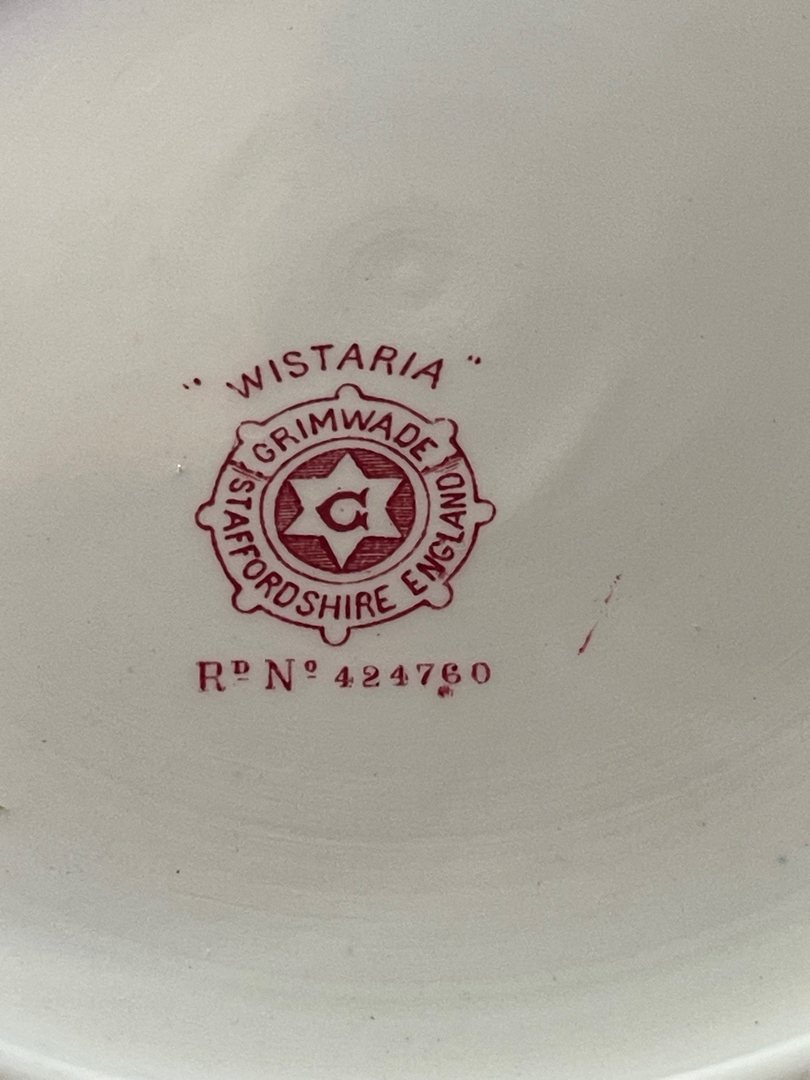 "WISTARIA"
GRIMWADE
G
STAFFORDSHIRE ENGLAND
Rᴰ Nº 424760